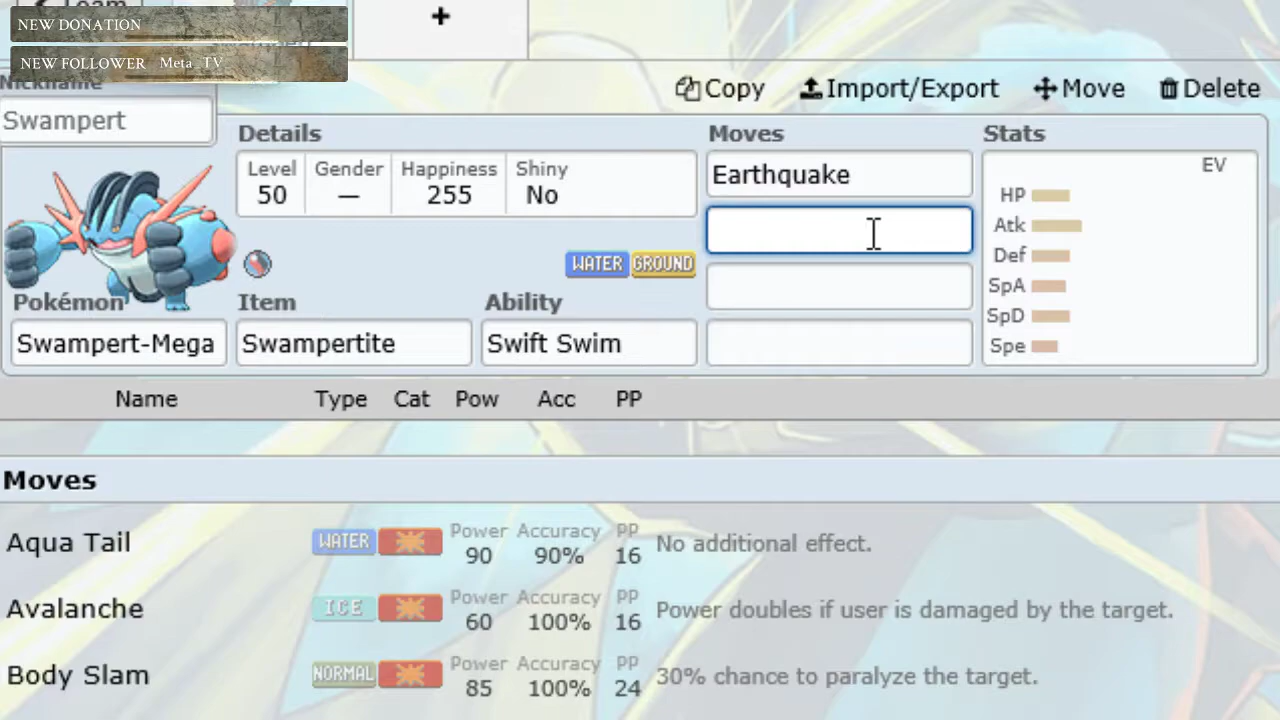 Team
NEW DONATION
NEW FOLLOWER Meta_TV
+
Nickname
Swampert
Copy Import/Export Move Delete
Details
Level Gender Happiness Shiny
50 — 255 No
WATER GROUND
Pokémon Item Ability
Swampert-Mega Swampertite Swift Swim
Moves
Earthquake
Stats
EV
HP
Atk
Def
SpA
SpD
Spe
Name Type Cat Pow Acc PP
Moves
Aqua Tail WATER Power 90 Accuracy 90% PP 16 No additional effect.
Avalanche ICE Power 60 Accuracy 100% PP 16 Power doubles if user is damaged by the target.
Body Slam NORMAL Power 85 Accuracy 100% PP 24 30% chance to paralyze the target.